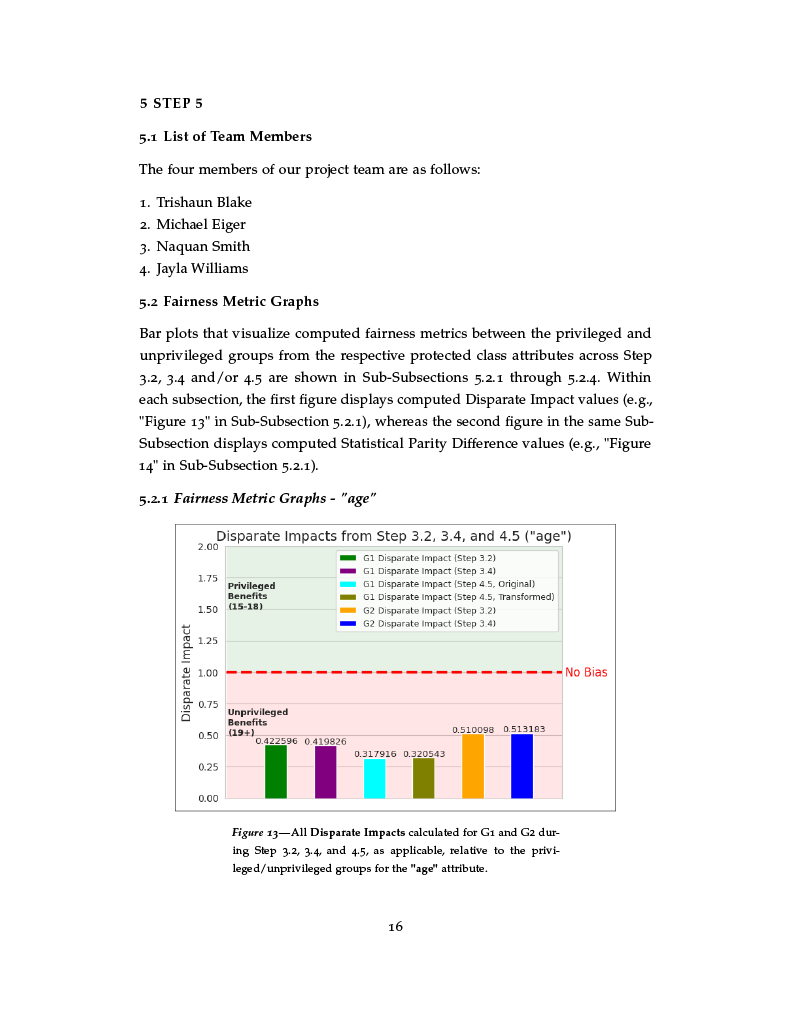 5 STEP 5
5.1 List of Team Members
The four members of our project team are as follows:
1. Trishaun Blake
2. Michael Eiger
3. Naquan Smith
4. Jayla Williams
5.2 Fairness Metric Graphs
Bar plots that visualize computed fairness metrics between the privileged and
unprivileged groups from the respective protected class attributes across Step
3.2, 3.4 and/or 4.5 are shown in Sub-Subsections 5.2.1 through 5.2.4. Within
each subsection, the first figure displays computed Disparate Impact values (e.g.,
"Figure 13" in Sub-Subsection 5.2.1), whereas the second figure in the same Sub-
Subsection displays computed Statistical Parity Difference values (e.g., "Figure
14" in Sub-Subsection 5.2.1).
5.2.1 Fairness Metric Graphs - "age"
Disparate Impacts from Step 3.2, 3.4, and 4.5 ("age")
2.00
1.75
1.50
1.25
1.00
0.75
0.50
0.25
0.00
Disparate Impact
G1 Disparate Impact (Step 3.2)
G1 Disparate Impact (Step 3.4)
G1 Disparate Impact (Step 4.5, Original)
G1 Disparate Impact (Step 4.5, Transformed)
G2 Disparate Impact (Step 3.2)
G2 Disparate Impact (Step 3.4)
Privileged
Benefits
(15-18)
No Bias
Unprivileged
Benefits
(19+)
0.422596 0.419826 0.317916 0.320543 0.510098 0.513183
Figure 13—All Disparate Impacts calculated for G1 and G2 dur-
ing Step 3.2, 3.4, and 4.5, as applicable, relative to the privi-
leged/unprivileged groups for the "age" attribute.
16